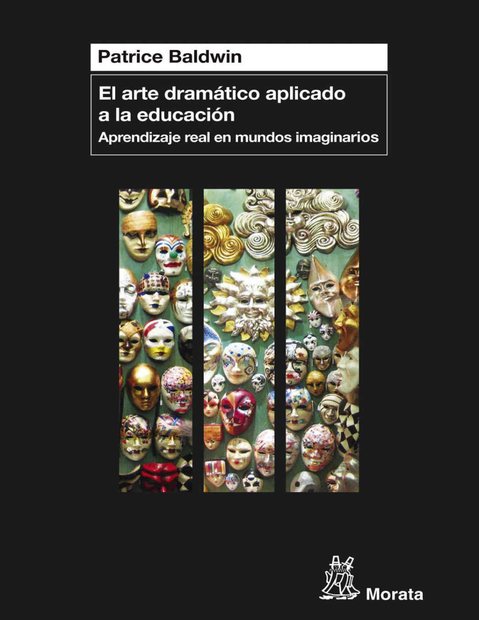 Patrice Baldwin
El arte dramático aplicado
a la educación
Aprendizaje real en mundos imaginarios
Morata